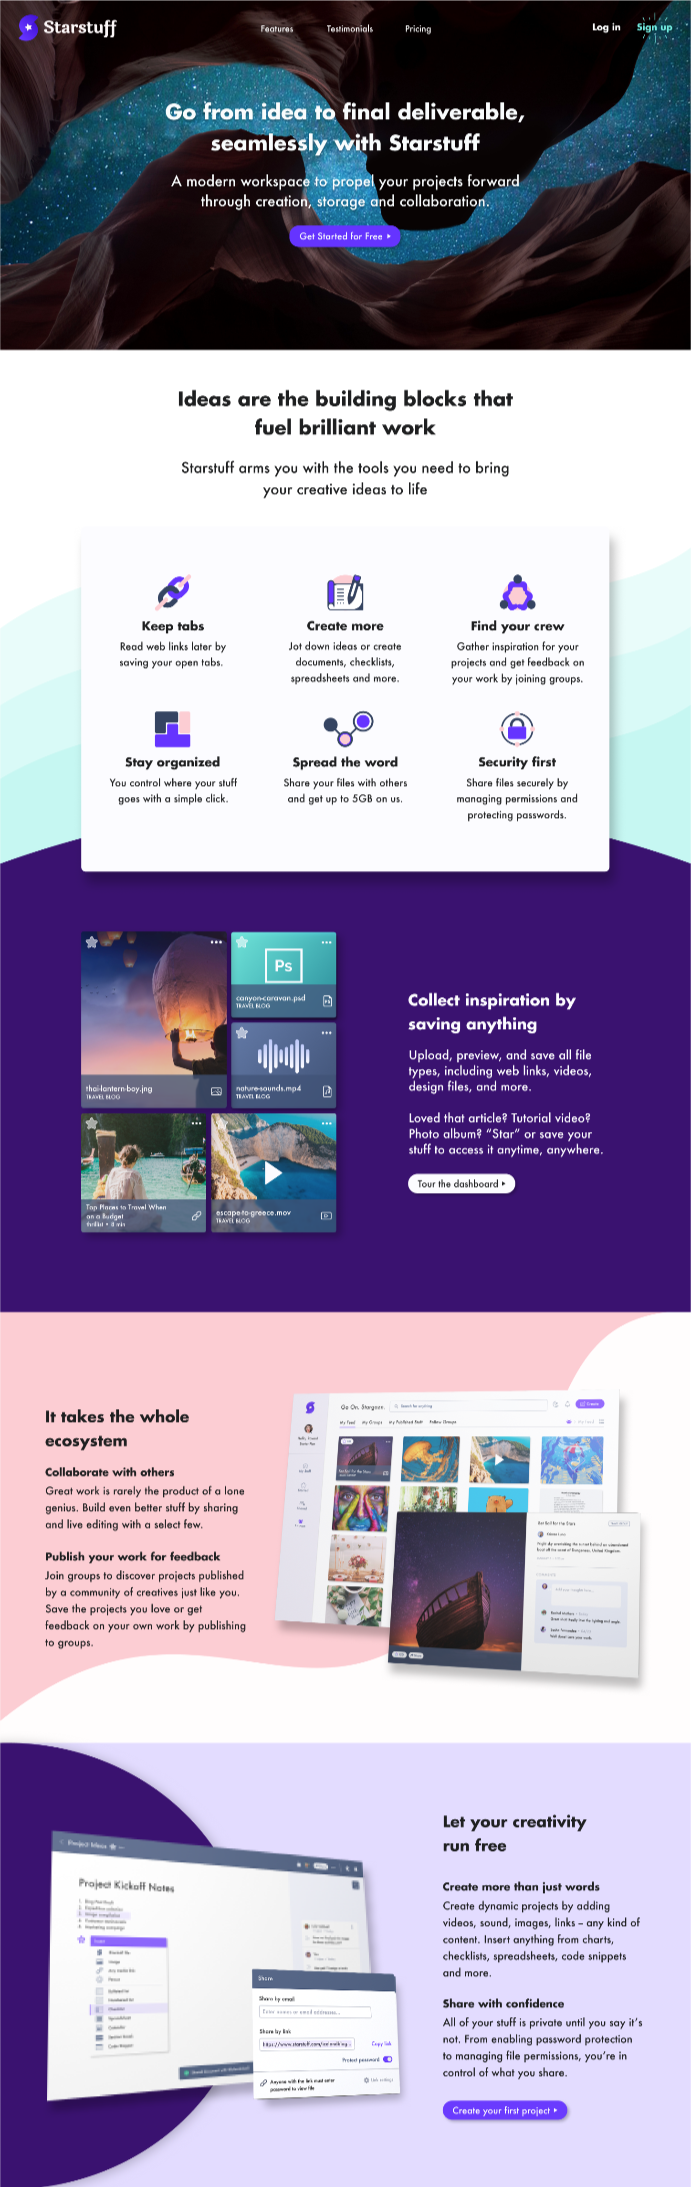 Starstuff
Features
Testimonials
Pricing
Log in
Sign up
Go from idea to final deliverable,
seamlessly with Starstuff
A modern workspace to propel your projects forward
through creation, storage and collaboration.
Get Started for Free
Ideas are the building blocks that
fuel brilliant work
Starstuff arms you with the tools you need to bring
your creative ideas to life
Keep tabs
Read web links later by
saving your open tabs.
Create more
Jot down ideas or create
documents, checklists,
spreadsheets and more.
Find your crew
Gather inspiration for your
projects and get feedback on
your work by joining groups.
Stay organized
You control where your stuff
goes with a simple click.
Spread the word
Share your files with others
and get up to 5GB on us.
Security first
Share files securely by
managing permissions and
protecting passwords.
thai-lantern-boy.jng
TRAVEL BLOG
Ps
canyon-caravan.psd
TRAVEL BLOG
nature-sounds.mp4
TRAVEL BLOG
Top Places to Travel When
on a Budget
thrillist • 8 min
escape-to-greece.mov
TRAVEL BLOG
Collect inspiration by
saving anything
Upload, preview, and save all file
types, including web links, videos,
design files, and more.
Loved that article? Tutorial video?
Photo album? “Star” or save your
stuff to access it anytime, anywhere.
Tour the dashboard
It takes the whole
ecosystem
Collaborate with others
Great work is rarely the product of a lone
genius. Build even better stuff by sharing
and live editing with a select few.
Publish your work for feedback
Join groups to discover projects published
by a community of creatives just like you.
Save the projects you love or get
feedback on your own work by publishing
to groups.
Go On, Stargaze.
Search for anything
My Feed
My Groups
My Published Stuff
Follow Groups
Let your creativity
run free
Create more than just words
Create dynamic projects by adding
videos, sound, images, links – any kind of
content. Insert anything from charts,
checklists, spreadsheets, code snippets
and more.
Share with confidence
All of your stuff is private until you say it’s
not. From enabling password protection
to managing file permissions, you’re in
control of what you share.
Create your first project
Project Kickoff Notes
Share
Share by email
Enter names or email addresses...
Share by link
Copy link
Protect password
Anyone with the link must enter
password to view file
Link settings